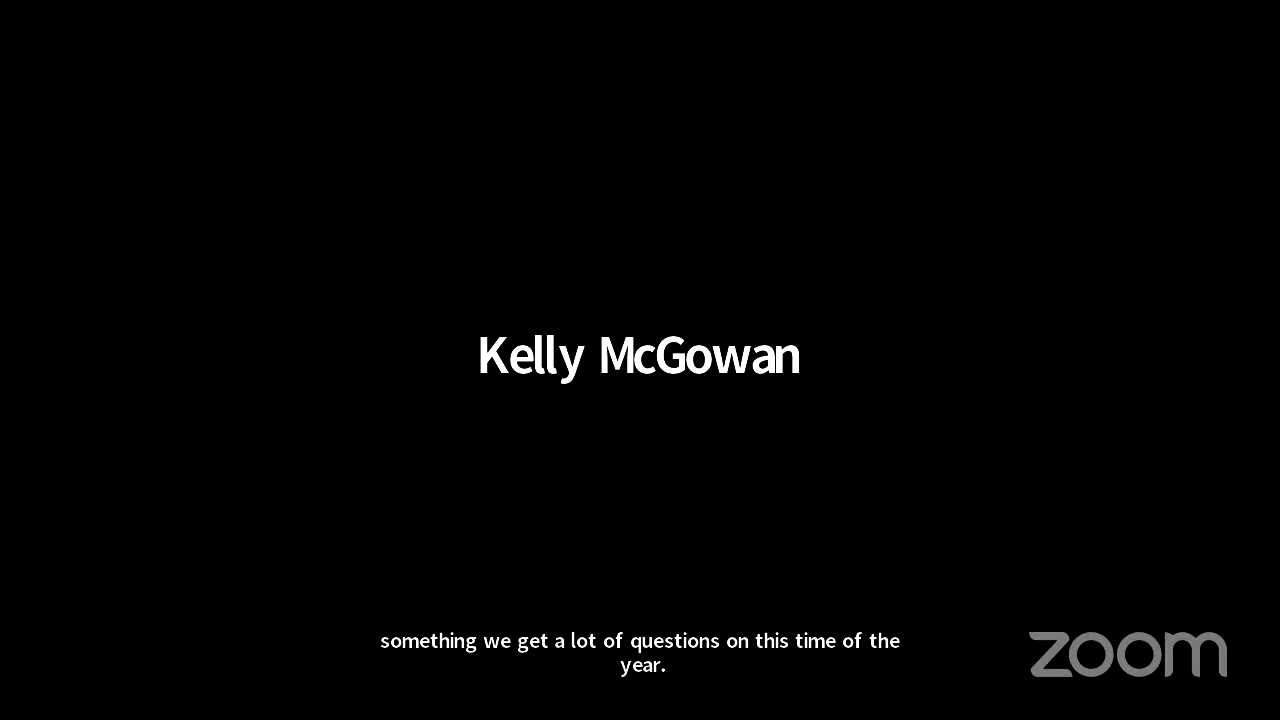 Kelly McGowan
something we get a lot of questions on this time of the
year.
zoom